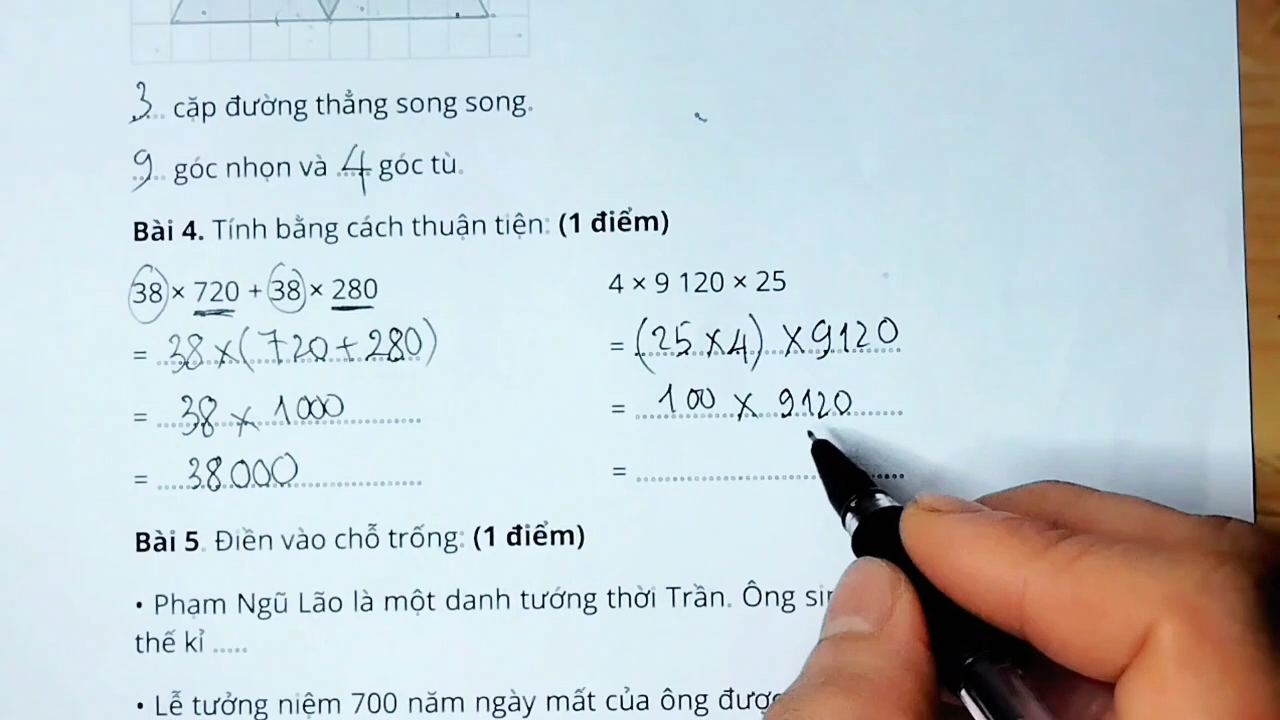 3 cặp đường thẳng song song.
9 góc nhọn và 4 góc tù.
Bài 4. Tính bằng cách thuận tiện: (1 điểm)
38 × 720 + 38 × 280
= 38 × (720 + 280)
= 38 × 1000
= 38000
4 × 9 120 × 25
= (25 × 4) × 9120
= 100 × 9120
=
Bài 5. Điền vào chỗ trống: (1 điểm)
• Phạm Ngũ Lão là một danh tướng thời Trần. Ông
thế kỉ .....
• Lễ tưởng niệm 700 năm ngày mất của ông